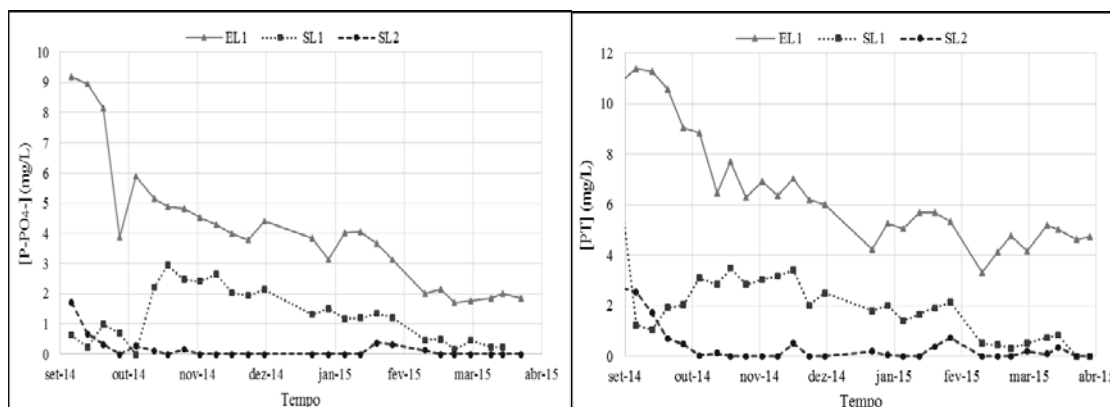 EL1 SL1 SL2
10
9
8
7
6
5
4
3
2
1
0
[P-PO4-] (mg/L)
set-14 out-14 nov-14 dez-14 jan-15 fev-15 mar-15 abr-15
Tempo
EL1 SL1 SL2
12
10
8
6
4
2
0
[PT] (mg/L)
set-14 out-14 nov-14 dez-14 jan-15 fev-15 mar-15 abr-15
Tempo